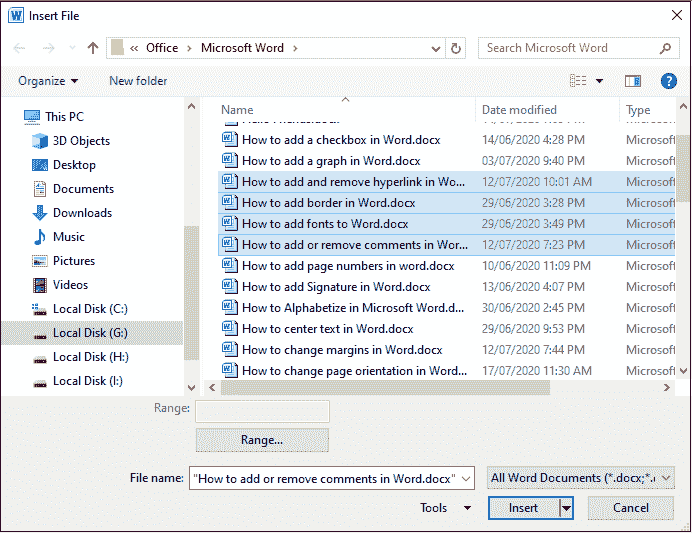 Insert File
« Office › Microsoft Word ›
Search Microsoft Word
Organize
New folder
This PC
3D Objects
Desktop
Documents
Downloads
Music
Pictures
Videos
Local Disk (C:)
Local Disk (G:)
Local Disk (H:)
Local Disk (I:)
Name Date modified Type
How to add a checkbox in Word.docx 14/06/2020 4:28 PM Microsoft
How to add a graph in Word.docx 03/07/2020 9:40 PM Microsoft
How to add and remove hyperlink in Wo... 12/07/2020 10:01 AM Microsoft
How to add border in Word.docx 29/06/2020 3:28 PM Microsoft
How to add fonts to Word.docx 29/06/2020 3:49 PM Microsoft
How to add or remove comments in Wor... 12/07/2020 7:23 PM Microsoft
How to add page numbers in word.docx 10/06/2020 11:09 PM Microsoft
How to add Signature in Word.docx 13/06/2020 4:07 PM Microsoft
How to Alphabetize in Microsoft Word.d... 30/06/2020 2:45 PM Microsoft
How to center text in Word.docx 29/06/2020 9:53 PM Microsoft
How to change margins in Word.docx 12/07/2020 7:44 PM Microsoft
How to change page orientation in Word... 17/07/2020 11:30 AM Microsoft
Range:
Range...
File name: "How to add or remove comments in Word.docx" All Word Documents (*.docx;*.
Tools Insert Cancel